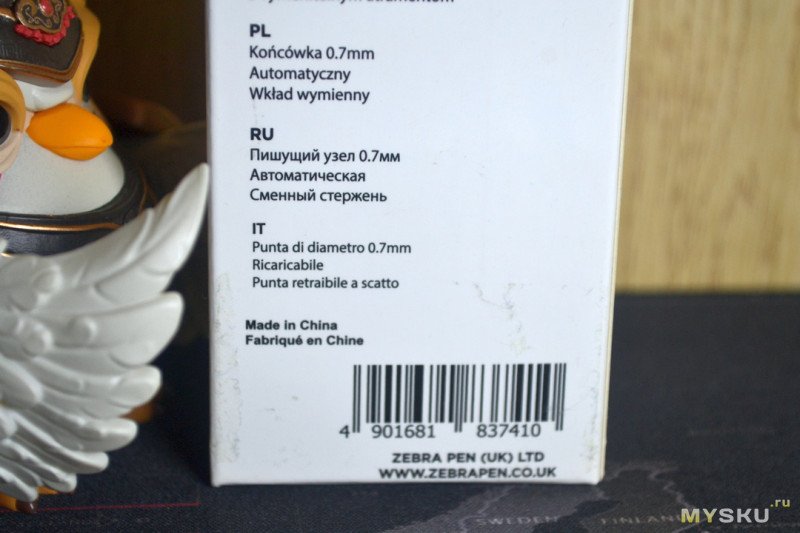 PL
Końcówka 0.7mm
Automatyczny
Wkład wymienny
RU
Пишущий узел 0.7мм
Автоматическая
Сменный стержень
IT
Punta di diametro 0.7mm
Ricaricabile
Punta retraibile a scatto
Made in China
Fabriqué en Chine
4 901681 837410
ZEBRA PEN (UK) LTD
WWW.ZEBRAPEN.CO.UK
SWEDEN FINLAND
MYSKU.ru